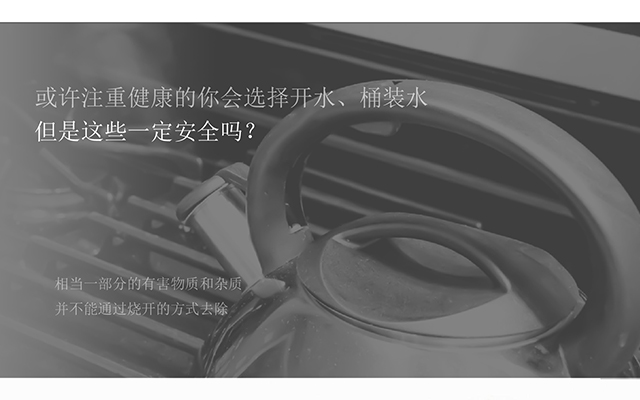 或许注重健康的你会选择开水、桶装水
但是这些一定安全吗？
相当一部分的有害物质和杂质
并不能通过烧开的方式去除